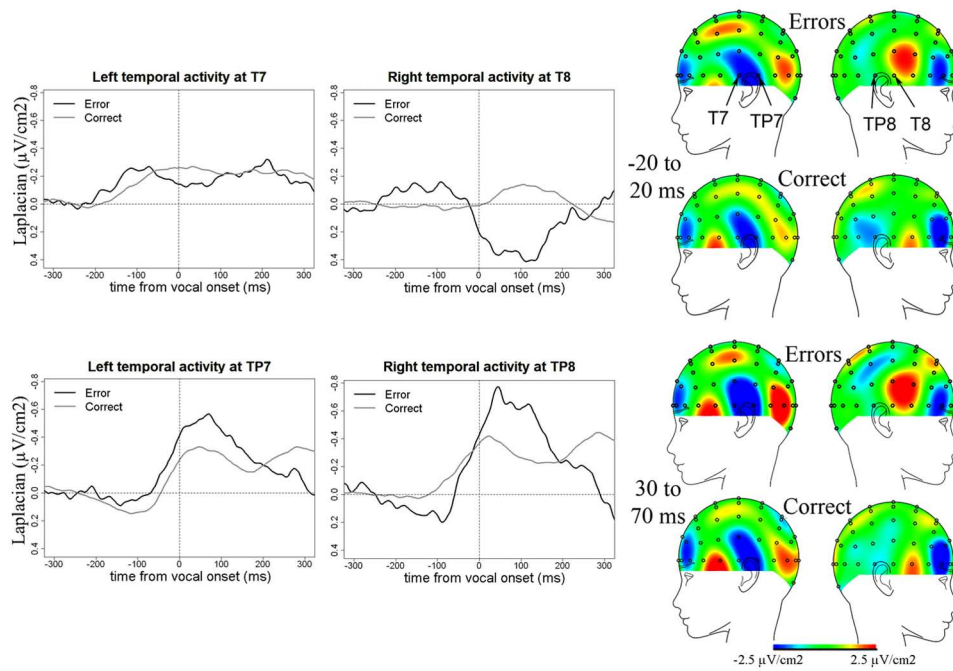 Left temporal activity at T7
Laplacian (µV/cm2)
-0.8
-0.4
0.0
0.2
0.4
Error
Correct
-300
-200
-100
0
100
200
300
time from vocal onset (ms)
Right temporal activity at T8
-0.8
-0.4
0.0
0.2
0.4
Error
Correct
-300
-200
-100
0
100
200
300
time from vocal onset (ms)
Errors
T7
TP7
TP8
T8
-20 to
20 ms
Correct
Left temporal activity at TP7
Laplacian (µV/cm2)
-0.8
-0.6
-0.4
-0.2
0.0
0.2
0.4
Error
Correct
-300
-200
-100
0
100
200
300
time from vocal onset (ms)
Right temporal activity at TP8
-0.8
-0.6
-0.4
-0.2
0.0
0.2
0.4
Error
Correct
-300
-200
-100
0
100
200
300
time from vocal onset (ms)
Errors
30 to
70 ms
Correct
-2.5 µV/cm2
2.5 µV/cm2